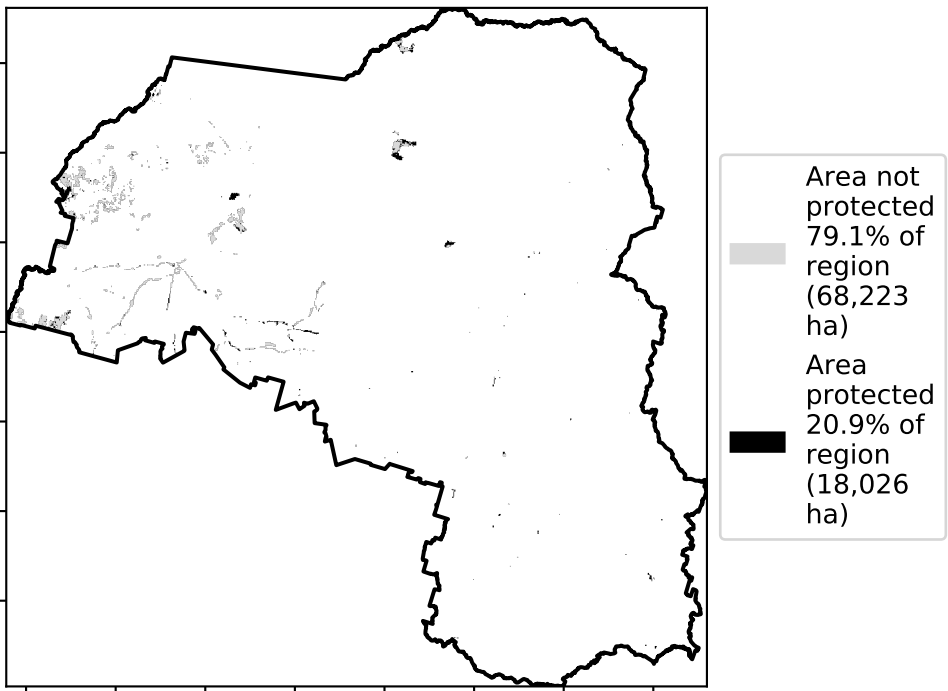 Area not
protected
79.1% of
region
(68,223
ha)
Area
protected
20.9% of
region
(18,026
ha)